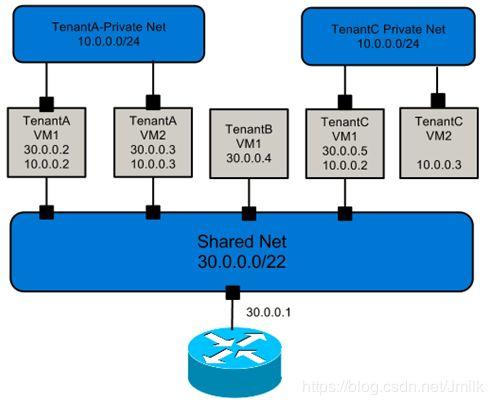 TenantA-Private Net
10.0.0.0/24
TenantC Private Net
10.0.0.0/24
TenantA
VM1
30.0.0.2
10.0.0.2
TenantA
VM2
30.0.0.3
10.0.0.3
TenantB
VM1
30.0.0.4
TenantC
VM1
30.0.0.5
10.0.0.2
TenantC
VM2
10.0.0.3
Shared Net
30.0.0.0/22
30.0.0.1
https://blog.csdn.net/Jmilk